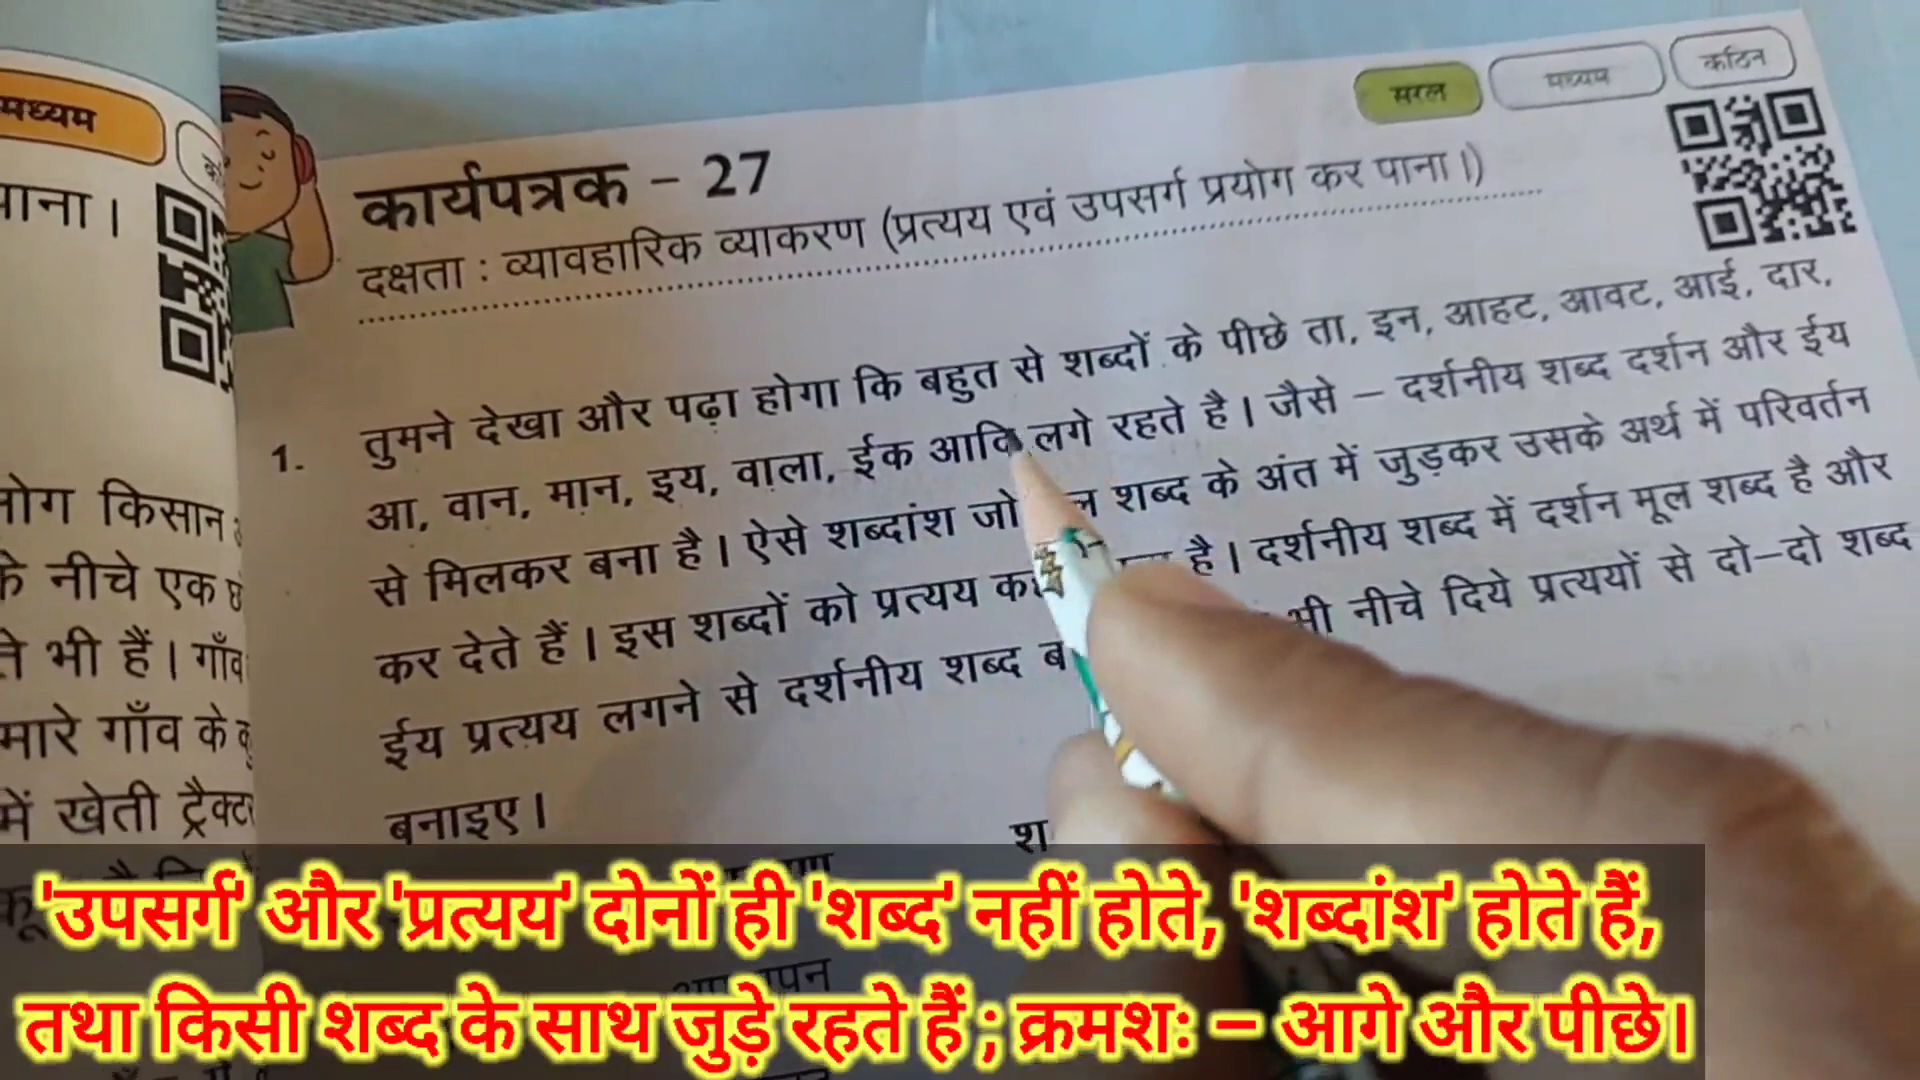 मध्यम
पाना।
किसान
के नीचे एक
भी हैं। गाँव
गाँव के
में खेती
सरल
मध्यम
कठिन
कार्यपत्रक – 27
दक्षता : व्यावहारिक व्याकरण (प्रत्यय एवं उपसर्ग प्रयोग कर पाना।)
1. तुमने देखा और पढ़ा होगा कि बहुत से शब्दों के पीछे ता, इन, आहट, आवट, आई, दार,
आ, वान, मान, इय, वाला, ईक आदि लगे रहते है। जैसे – दर्शनीय शब्द दर्शन और ईय
से मिलकर बना है। ऐसे शब्दांश जो शब्द के अंत में जुड़कर उसके अर्थ में परिवर्तन
कर देते हैं। इस शब्दों को प्रत्यय है। दर्शनीय शब्द में दर्शन मूल शब्द है और
ईय प्रत्यय लगने से दर्शनीय शब्द भी नीचे दिये प्रत्ययों से दो–दो शब्द
बनाइए।
'उपसर्ग' और 'प्रत्यय' दोनों ही 'शब्द' नहीं होते, 'शब्दांश' होते हैं,
तथा किसी शब्द के साथ जुड़े रहते हैं ; क्रमशः – आगे और पीछे।